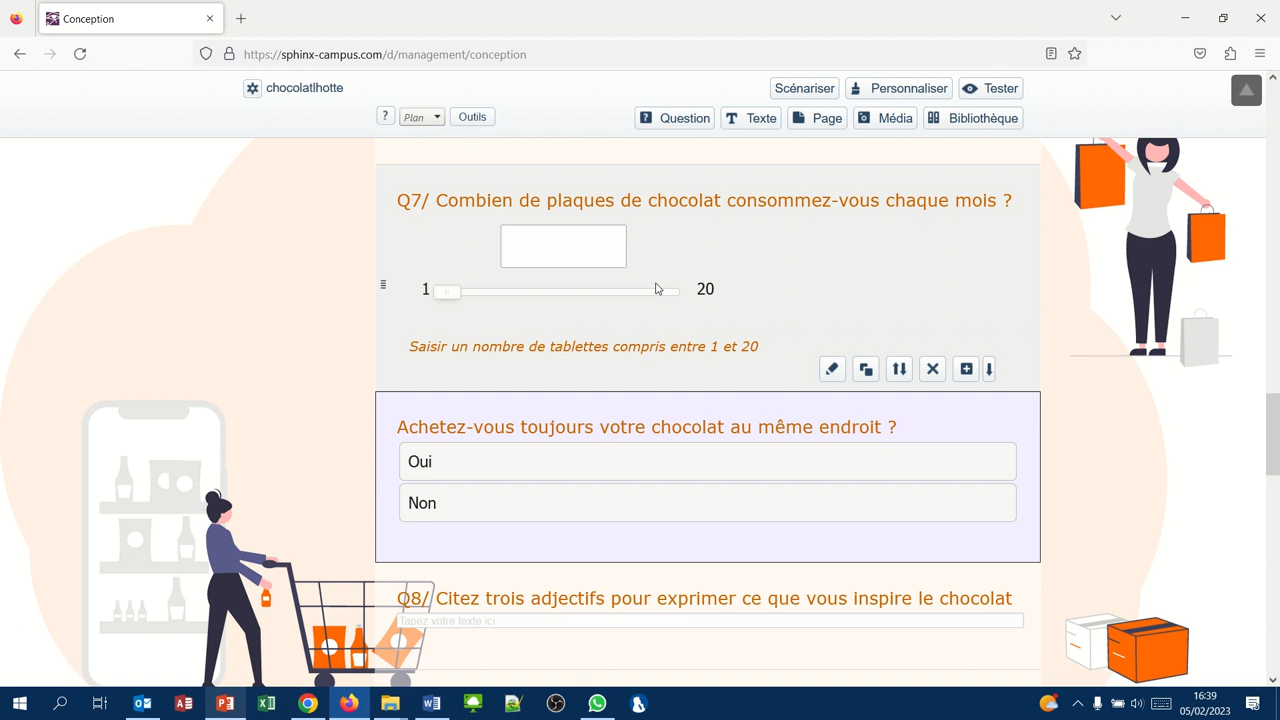 Conception
https://sphinx-campus.com/d/management/conception
chocolatlhotte
Scénariser
Personnaliser
Tester
?
Plan
Outils
Question
Texte
Page
Média
Bibliothèque
Q7/ Combien de plaques de chocolat consommez-vous chaque mois ?
1
20
Saisir un nombre de tablettes compris entre 1 et 20
Achetez-vous toujours votre chocolat au même endroit ?
Oui
Non
Q8/ Citez trois adjectifs pour exprimer ce que vous inspire le chocolat
Tapez votre texte ici
16:39
05/02/2023